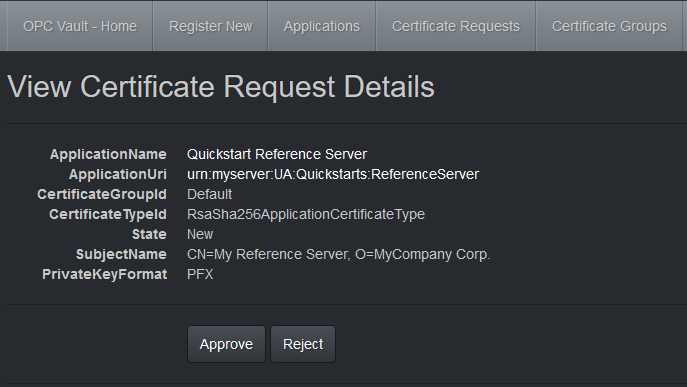 OPC Vault - Home Register New Applications Certificate Requests Certificate Groups
View Certificate Request Details
ApplicationName Quickstart Reference Server
ApplicationUri urn:myserver:UA:Quickstarts:ReferenceServer
CertificateGroupId Default
CertificateTypeId RsaSha256ApplicationCertificateType
State New
SubjectName CN=My Reference Server, O=MyCompany Corp.
PrivateKeyFormat PFX
Approve Reject